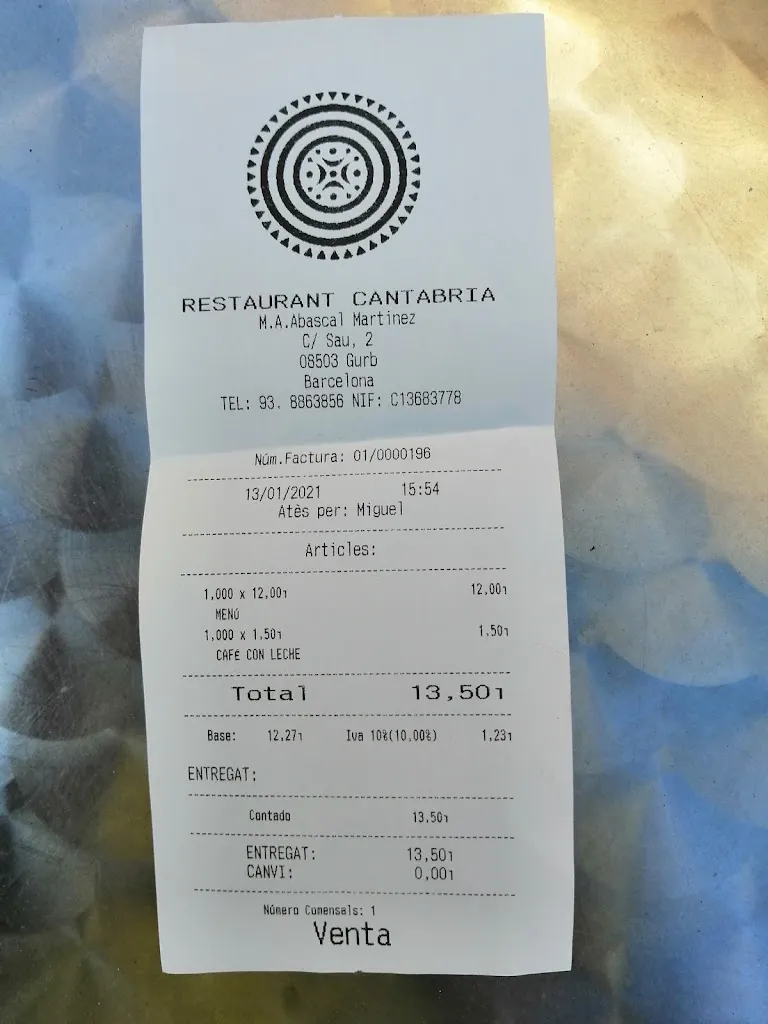 RESTAURANT CANTABRIA
M.A.Abascal Martinez
C/ Sau, 2
08503 Gurb
Barcelona
TEL: 93. 8863856 NIF: C13683778
Núm.Factura: 01/0000196
13/01/2021 15:54
Atès per: Miguel
Articles:
1,000 x 12,00┐ 12,00┐
MENÚ
1,000 x 1,50┐ 1,50┐
CAFE CON LECHE
Total 13,50┐
Base: 12,27┐ Iva 10%(10,00%) 1,23┐
ENTREGAT:
Contado 13,50┐
ENTREGAT: 13,50┐
CANVI: 0,00┐
Número Comensals: 1
Venta